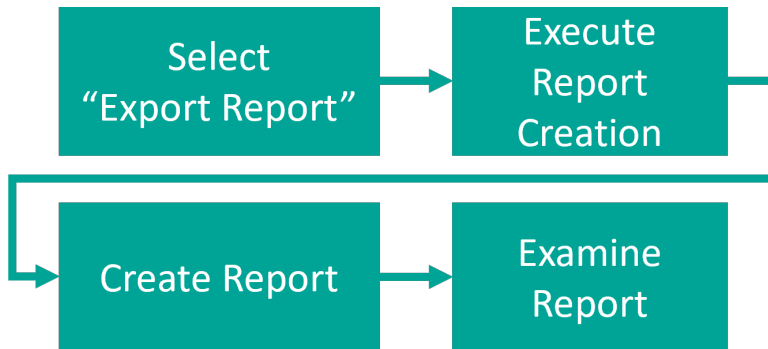 Select
“Export Report”
Execute
Report
Creation
Create Report
Examine
Report